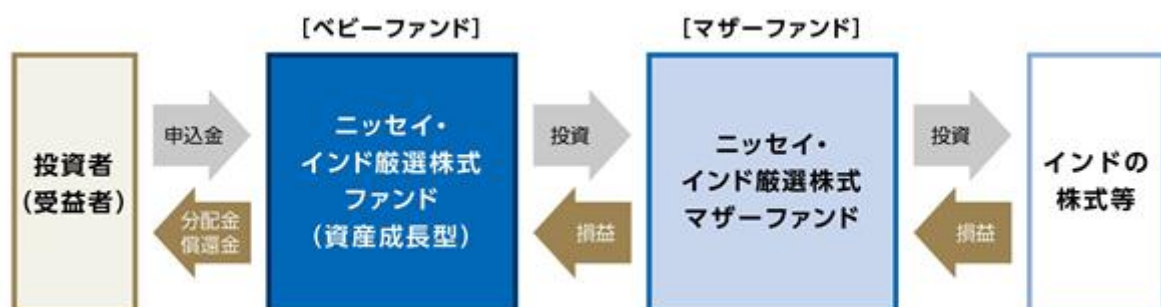 [ベビーファンド]
[マザーファンド]
投資者
(受益者)
申込金
分配金
償還金
ニッセイ・
インド厳選株式
ファンド
(資産成長型)
投資
損益
ニッセイ・
インド厳選株式
マザーファンド
投資
損益
インドの
株式等